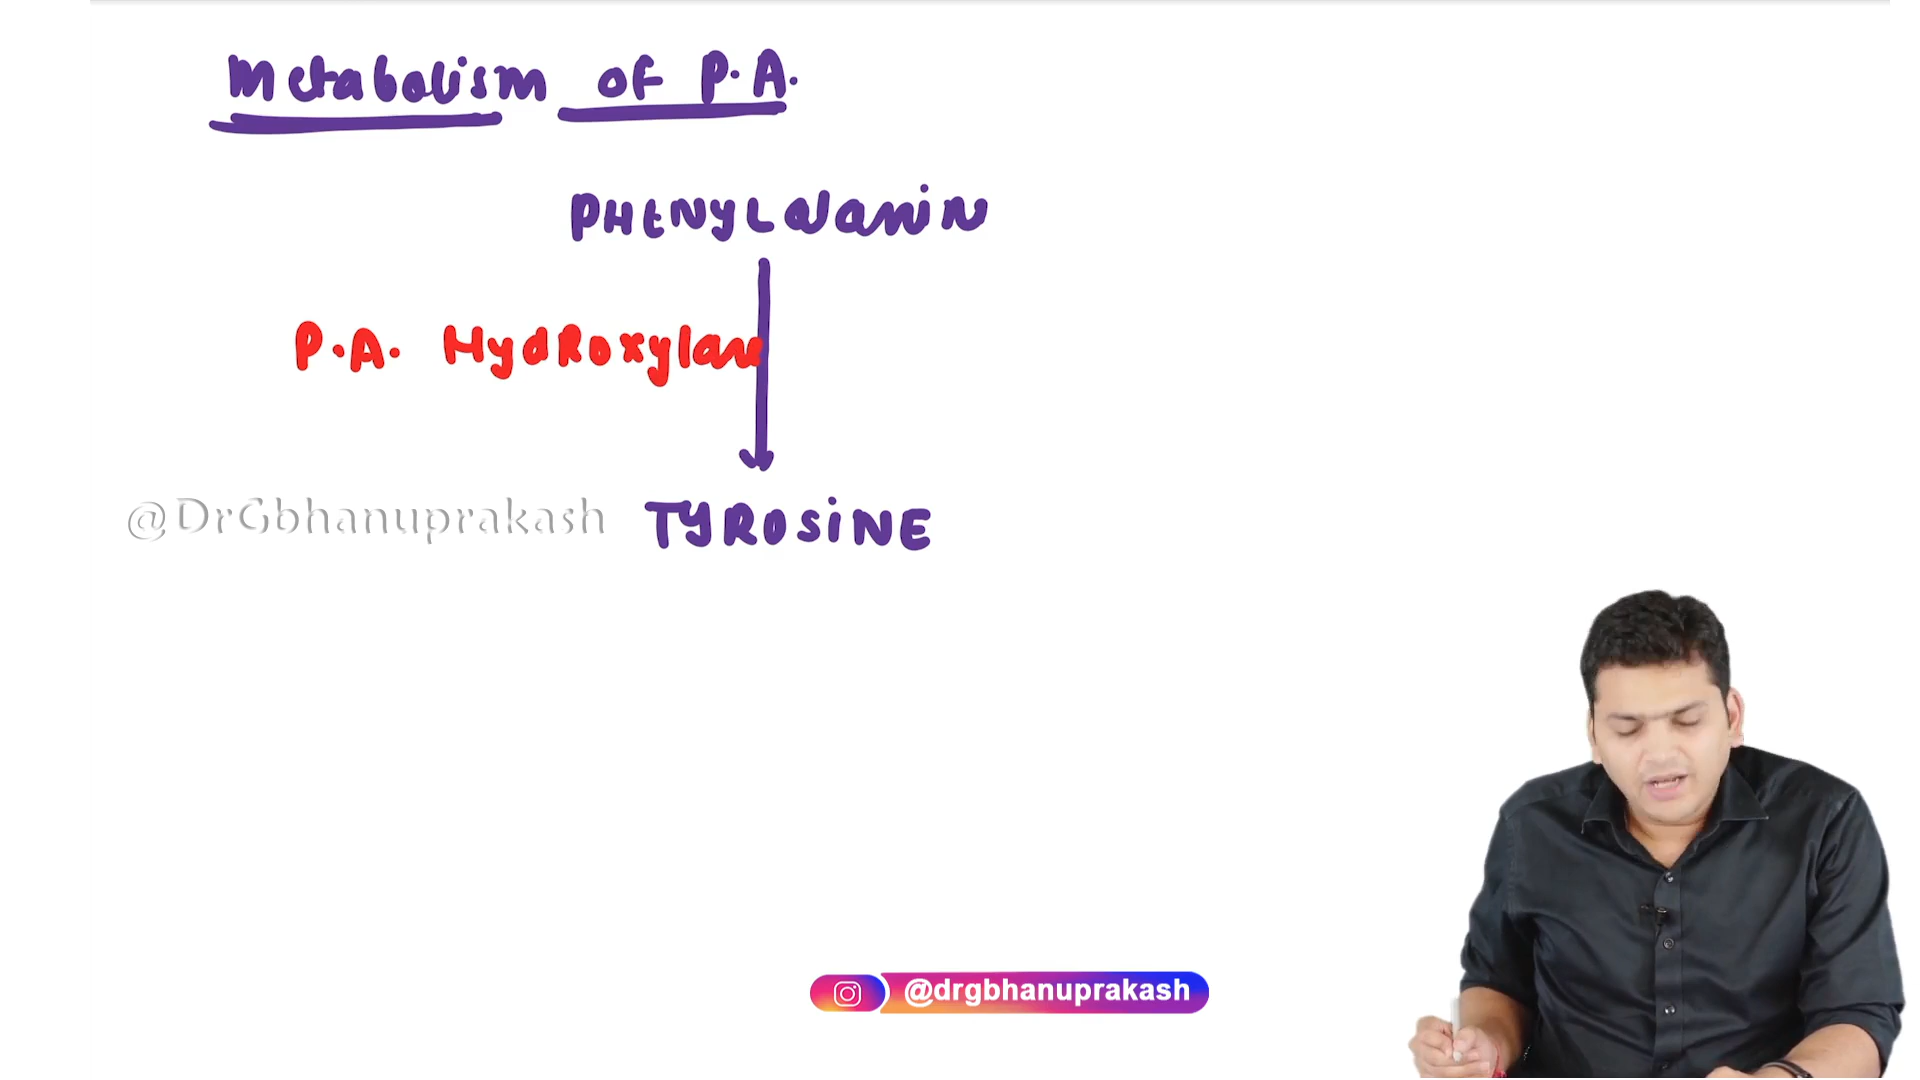 Metabolism of P.A.
PHENYLalanin
P.A. Hydroxylase
@DrGbhanuprakash
TYROSiNE
@drgbhanuprakash